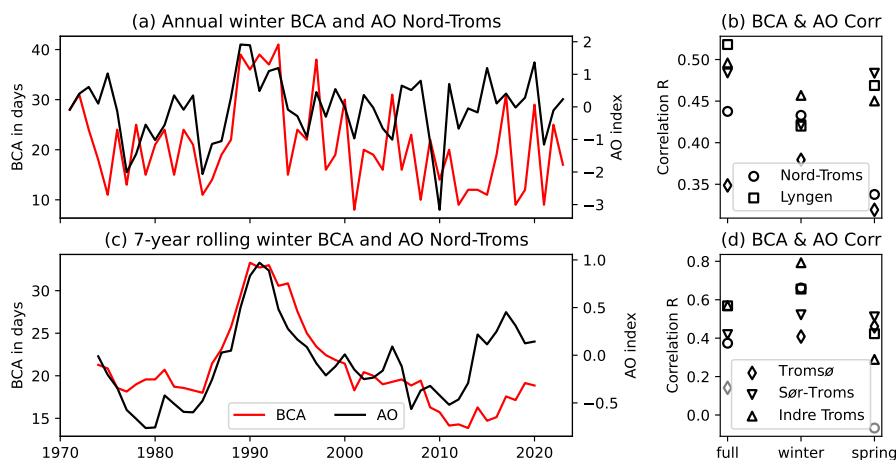 (a) Annual winter BCA and AO Nord-Troms
(b) BCA & AO Corr
BCA in days
40
30
20
10
AO index
2
1
0
−1
−2
−3
Correlation R
0.50
0.45
0.40
0.35
Nord-Troms
Lyngen
(c) 7-year rolling winter BCA and AO Nord-Troms
(d) BCA & AO Corr
BCA in days
30
25
20
15
AO index
1.0
0.5
0.0
−0.5
BCA
AO
1970
1980
1990
2000
2010
2020
Correlation R
0.8
0.6
0.4
0.2
0.0
Tromsø
Sør-Troms
Indre Troms
full
winter
spring